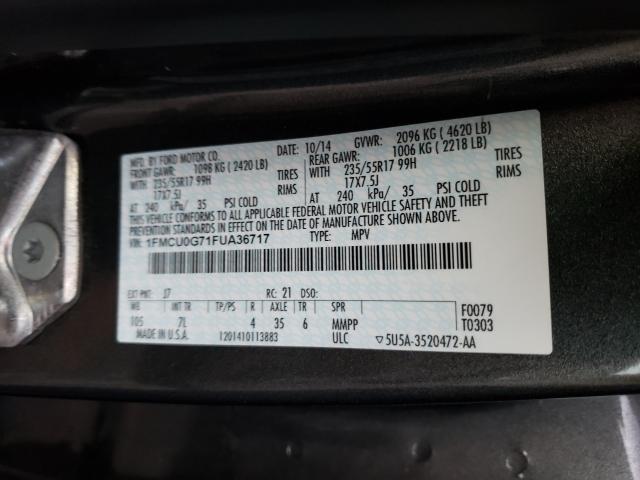 MFD. BY FORD MOTOR CO. DATE: 10/14 GVWR: 2096 KG ( 4620 LB)
FRONT GAWR: 1098 KG ( 2420 LB) REAR GAWR: 1006 KG ( 2218 LB)
WITH 235/55R17 99H TIRES WITH 235/55R17 99H TIRES
17X7.5J RIMS 17X7.5J RIMS
AT 240 kPa/ 35 PSI COLD AT 240 kPa/ 35 PSI COLD
THIS VEHICLE CONFORMS TO ALL APPLICABLE FEDERAL MOTOR VEHICLE SAFETY AND THEFT
PREVENTION STANDARDS IN EFFECT ON THE DATE OF MANUFACTURE SHOWN ABOVE.
VIN: 1FMCU0G71FUA36717 TYPE: MPV
EXT PNT: J7 RC: 21 DSO:
WB INT TR TP/PS R AXLE TR SPR F0079
105 7L 4 35 6 MMPP T0303
MADE IN U.S.A. 1201410113883 ULC ▽5U5A-3520472-AA